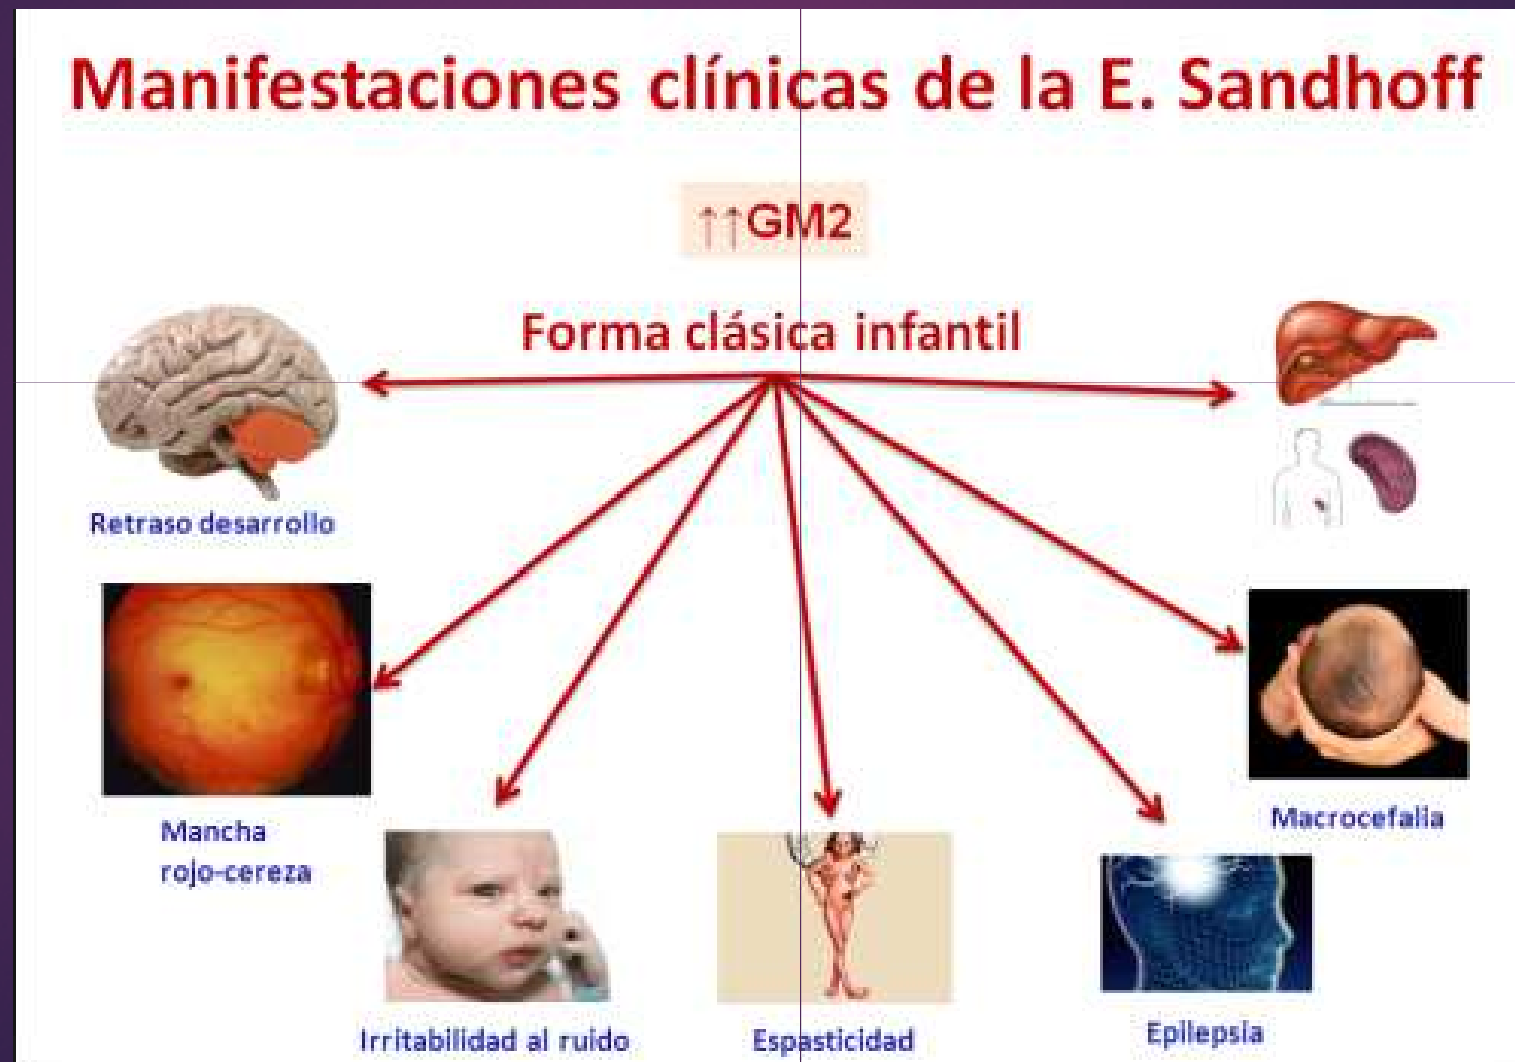 Manifestaciones clínicas de la E. Sandhoff
↑↑GM2
Forma clásica infantil
Retraso desarrollo
Mancha
rojo-cereza
Irritabilidad al ruido
Espasticidad
Epilepsia
Macrocefalia